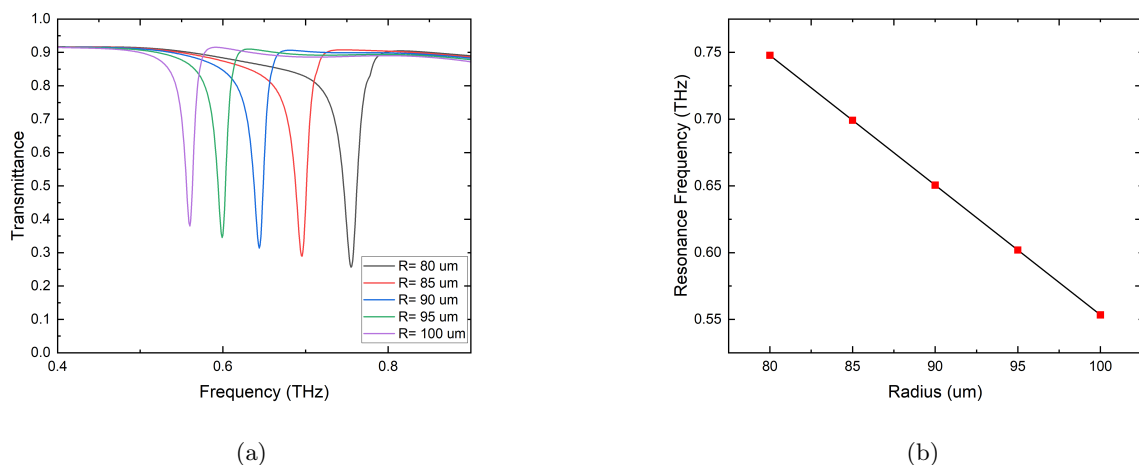 1.0
0.9
0.8
0.7
0.6
0.5
0.4
0.3
0.2
0.1
0.0
Transmittance
R= 80 um
R= 85 um
R= 90 um
R= 95 um
R= 100 um
0.4
0.6
0.8
Frequency (THz)
(a)
0.75
0.70
0.65
0.60
0.55
Resonance Frequency (THz)
80
85
90
95
100
Radius (um)
(b)